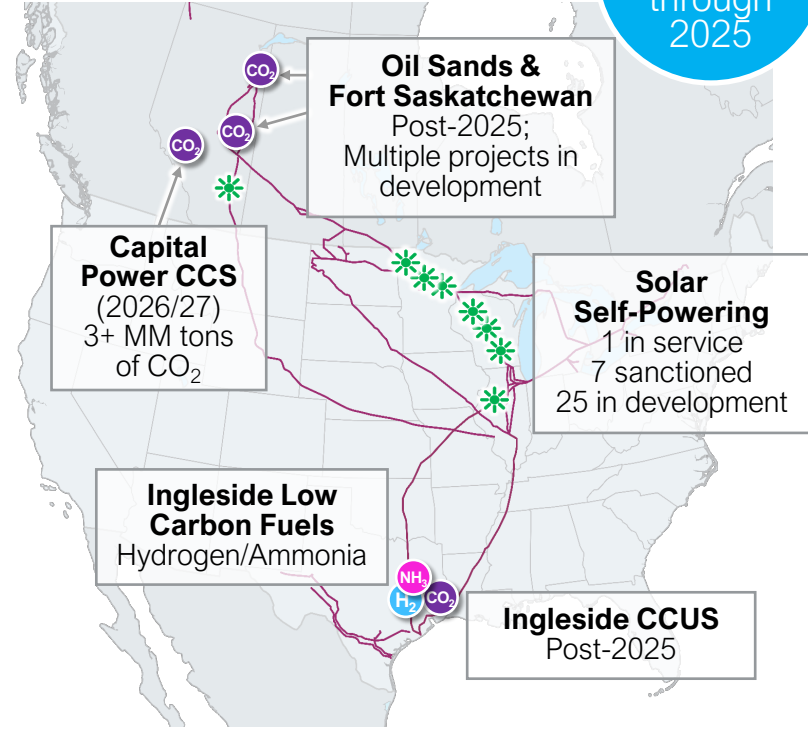 through
2025
CO₂
Oil Sands &
Fort Saskatchewan
Post-2025;
Multiple projects in
development
CO₂
CO₂
Capital
Power CCS
(2026/27)
3+ MM tons
of CO₂
Solar
Self-Powering
1 in service
7 sanctioned
25 in development
Ingleside Low
Carbon Fuels
Hydrogen/Ammonia
NH₃
H₂
CO₂
Ingleside CCUS
Post-2025